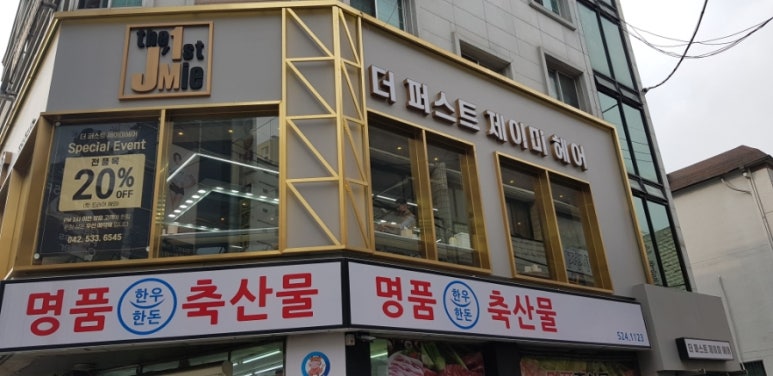 the 1st
JMie
더 퍼스트 제이미 헤어
더 퍼스트 제이미헤어
Special Event
전품목
20%
OFF
042. 533. 6545
명품 한우 한돈 축산물
명품 한우 한돈 축산물
524.1123
더 퍼스트 제이미 헤어